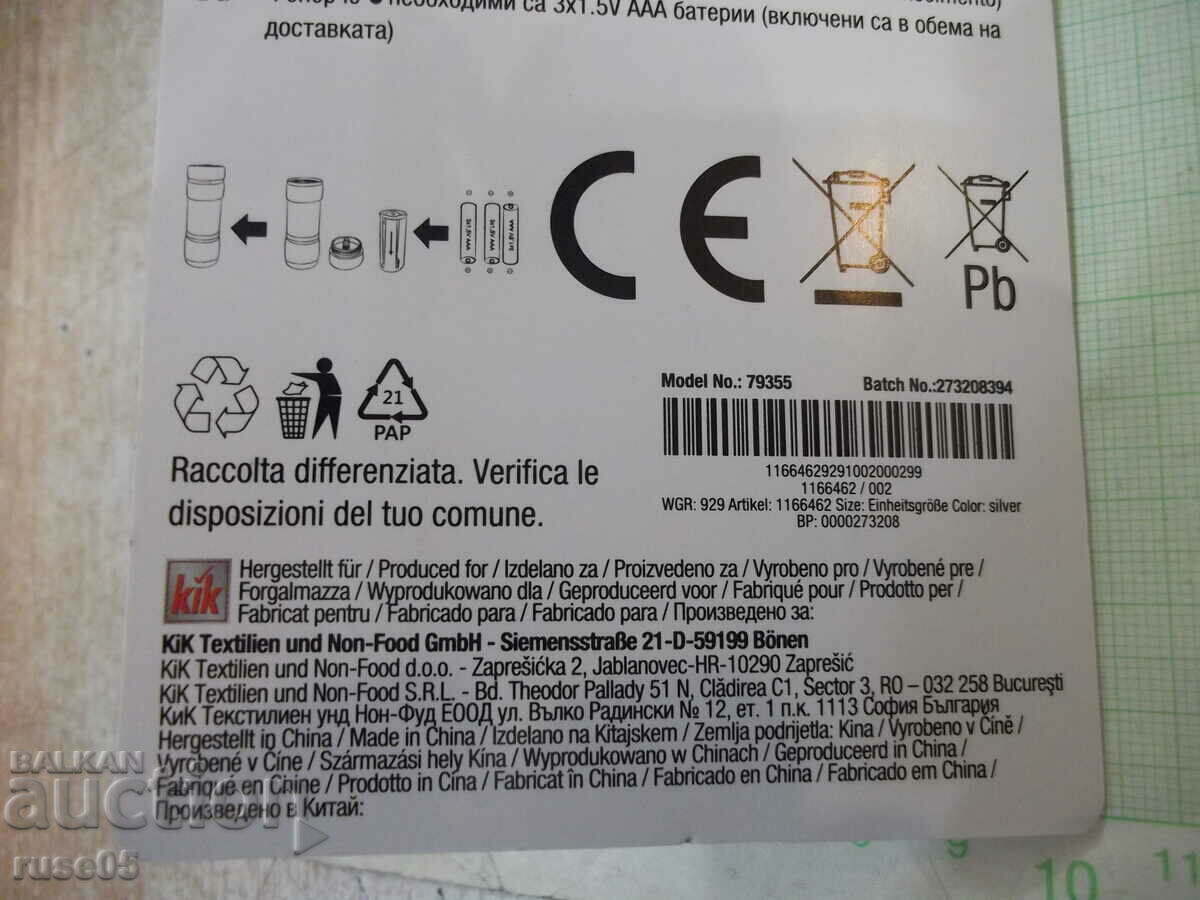 необходими са 3x1.5V AAA батерии (включени са в обема на
доставката)
3x1.5V AAA
Pb
21
PAP
Model No.: 79355 Batch No.:273208394
11664629291002000299
1166462 / 002
WGR: 929 Artikel: 1166462 Size: Einheitsgröße Color: silver
BP: 0000273208
Raccolta differenziata. Verifica le
disposizioni del tuo comune.
kik
Hergestellt für / Produced for / Izdelano za / Proizvedeno za / Vyrobeno pro / Vyrobené pre /
Forgalmazza / Wyprodukowano dla / Geproduceerd voor / Fabriqué pour / Prodotto per /
Fabricat pentru / Fabricado para / Fabricado para / Произведено за:
KiK Textilien und Non-Food GmbH - Siemensstraße 21-D-59199 Bönen
KiK Textilien und Non-Food d.o.o. - Zaprešićka 2, Jablanovec-HR-10290 Zaprešić
KiK Textilien und Non-Food S.R.L. - Bd. Theodor Pallady 51 N, Clădirea C1, Sector 3, RO – 032 258 Bucureşti
КиК Текстилиен унд Нон-Фуд ЕООД ул. Вълко Радински № 12, ет. 1 п.к. 1113 София България
Hergestellt in China / Made in China / Izdelano na Kitajskem / Zemlja podrijetla: Kina / Vyrobeno v Číně /
Vyrobené v Číne / Származási hely Kína / Wyprodukowano w Chinach / Geproduceerd in China /
Fabriqué en Chine / Prodotto in Cina / Fabricat în China / Fabricado en China / Fabricado em China /
Произведено в Китай:
BALKAN
auction
ruse05
9
10
11